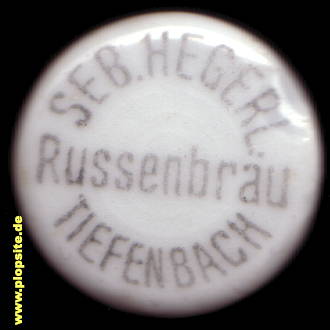 SEB. HEGERL
Russenbräu
TIEFENBACH
www.plopsite.de